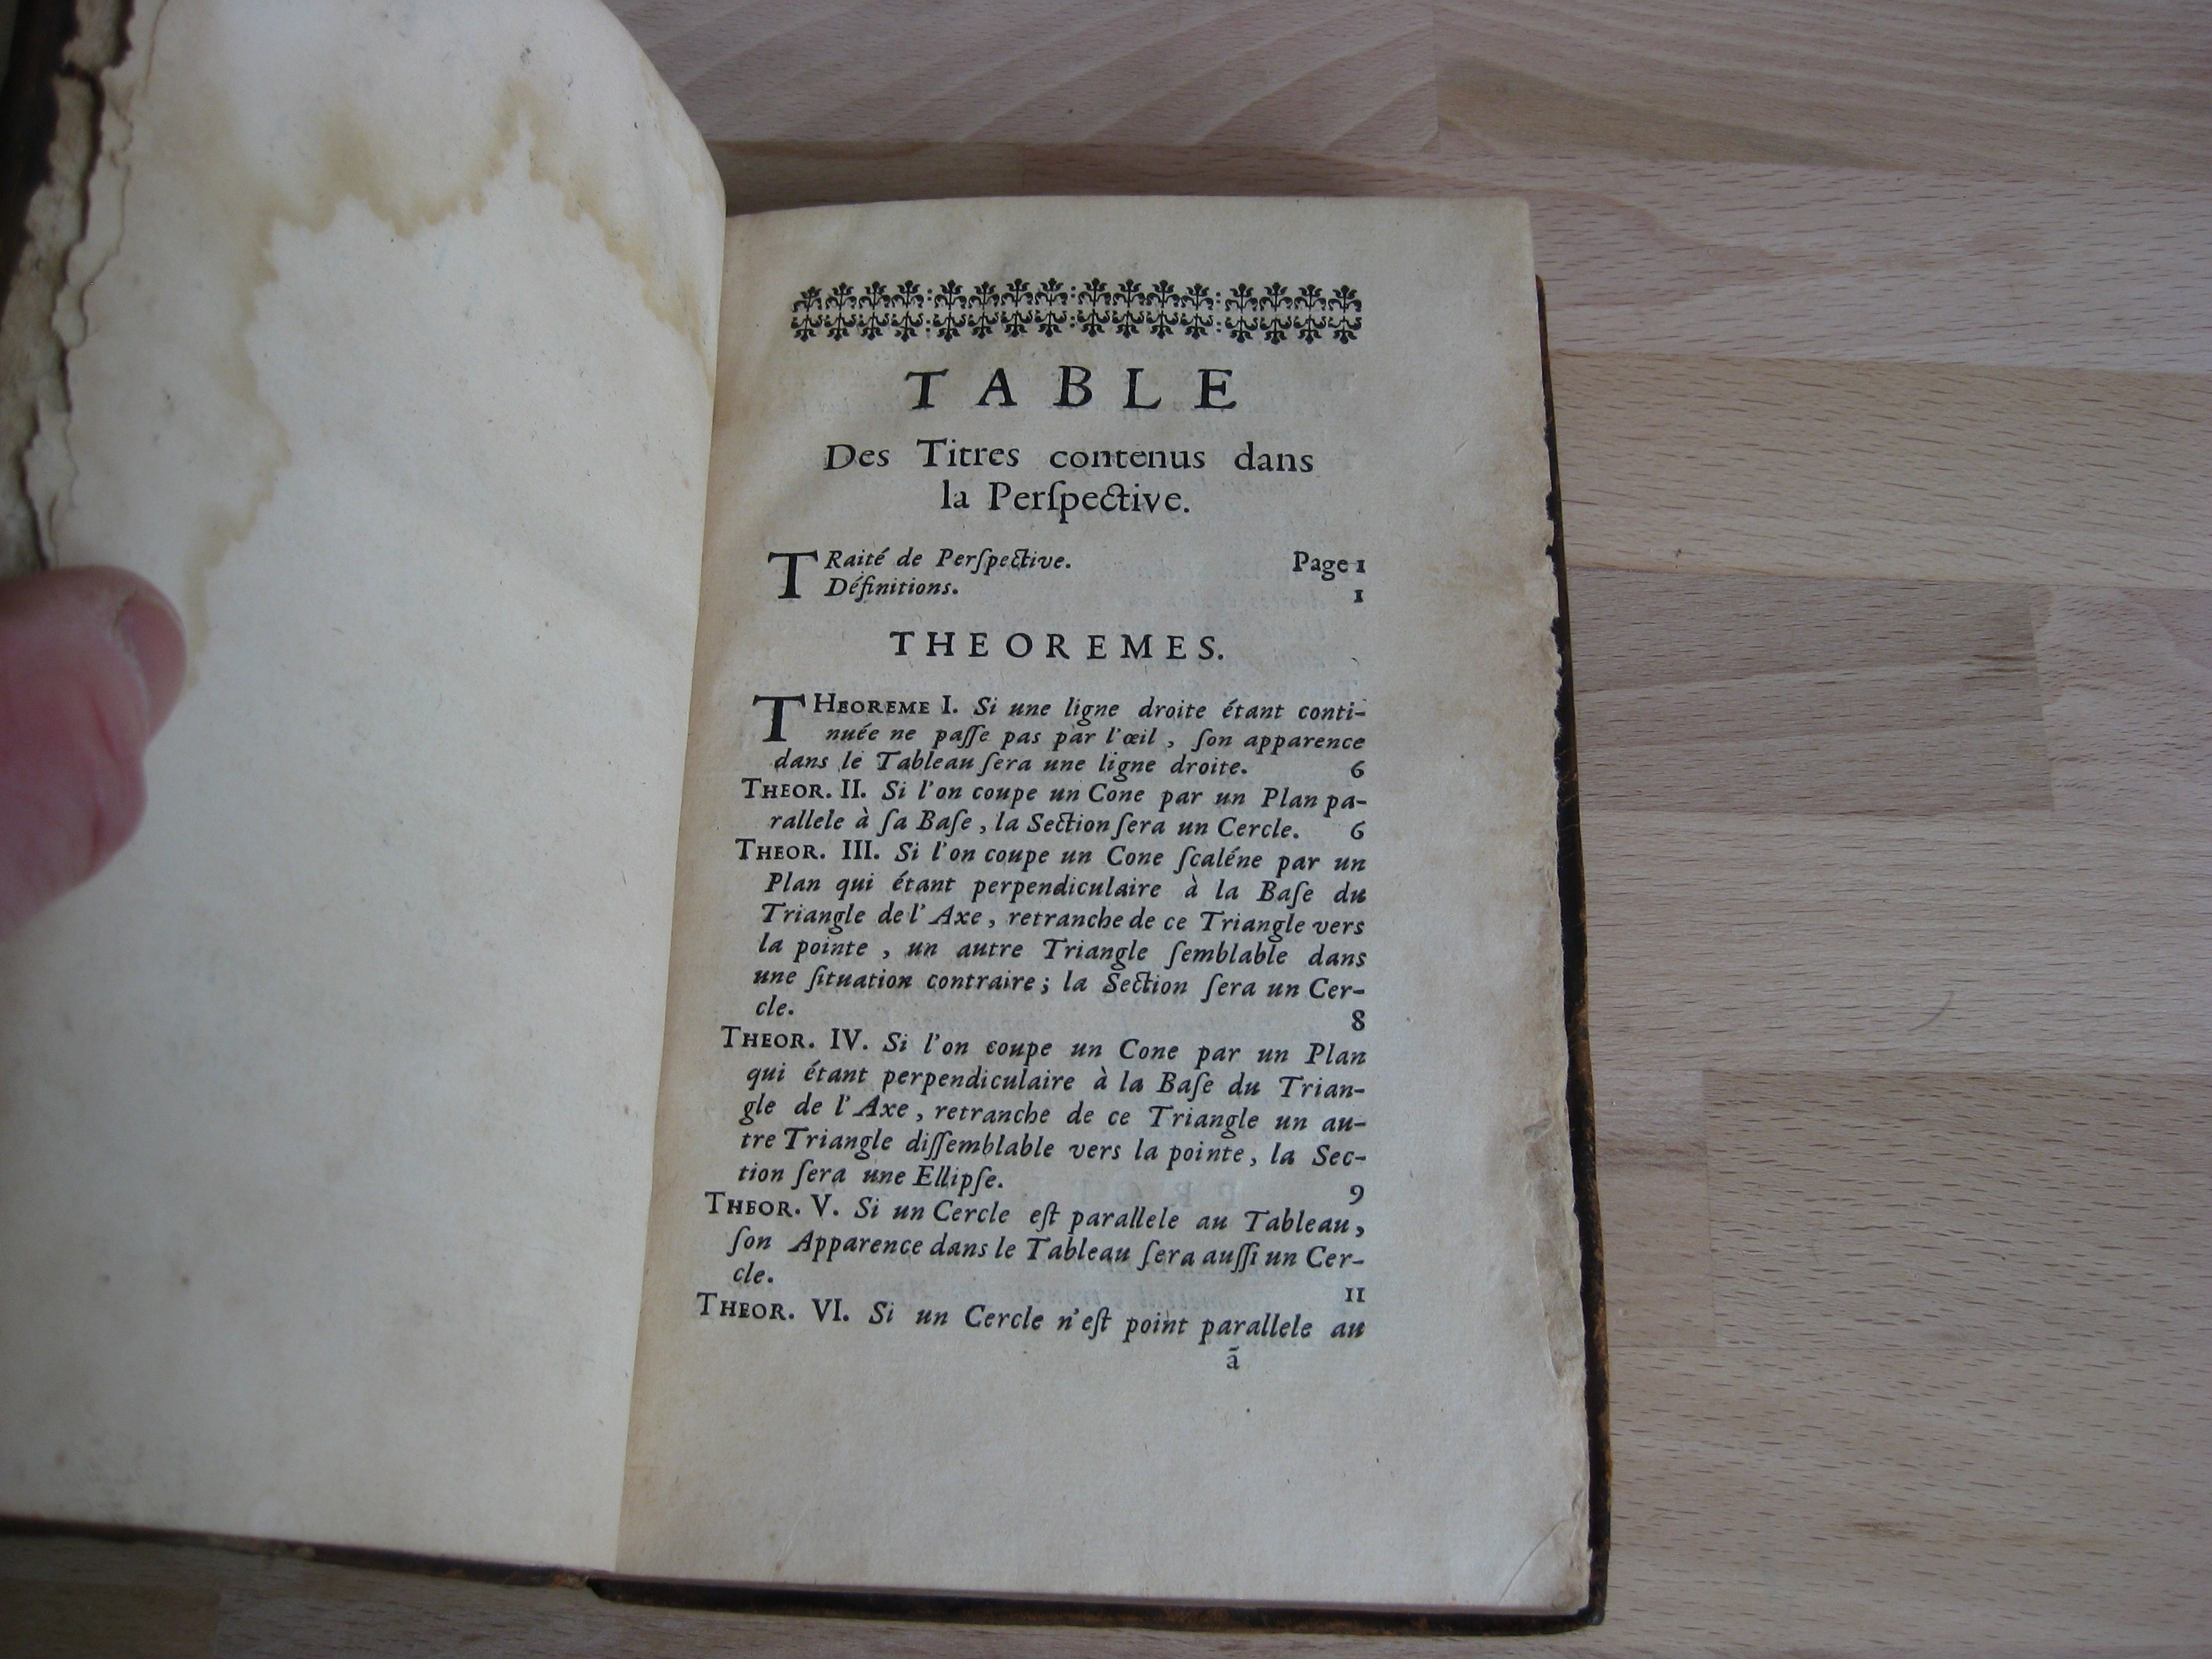 TABLE
Des Titres contenus dans
la Perſpective.
TRaité de Perſpective. Page 1
Définitions. 1
THEOREMES.
THEOREME I. Si une ligne droite étant conti-
nuée ne paſſe pas par l'œil, ſon apparence
dans le Tableau ſera une ligne droite. 6
THEOR. II. Si l'on coupe un Cone par un Plan pa-
rallele à ſa Baſe, la Section ſera un Cercle. 6
THEOR. III. Si l'on coupe un Cone ſcaléne par un
Plan qui étant perpendiculaire à la Baſe du
Triangle de l'Axe, retranche de ce Triangle vers
la pointe, un autre Triangle ſemblable dans
une ſituation contraire; la Section ſera un Cer-
cle. 8
THEOR. IV. Si l'on coupe un Cone par un Plan
qui étant perpendiculaire à la Baſe du Trian-
gle de l'Axe, retranche de ce Triangle un au-
tre Triangle diſſemblable vers la pointe, la Sec-
tion ſera une Ellipſe. 9
THEOR. V. Si un Cercle eſt parallele au Tableau,
ſon Apparence dans le Tableau ſera auſſi un Cer-
cle. 11
THEOR. VI. Si un Cercle n'eſt point parallele au
ã